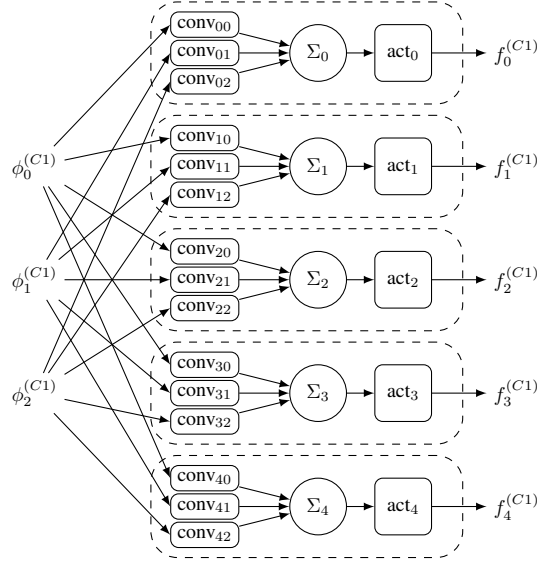 conv₀₀
conv₀₁ Σ₀ act₀ f₀^(C1)
conv₀₂
conv₁₀
ϕ₀^(C1) conv₁₁ Σ₁ act₁ f₁^(C1)
conv₁₂
conv₂₀
ϕ₁^(C1) conv₂₁ Σ₂ act₂ f₂^(C1)
conv₂₂
conv₃₀
ϕ₂^(C1) conv₃₁ Σ₃ act₃ f₃^(C1)
conv₃₂
conv₄₀
conv₄₁ Σ₄ act₄ f₄^(C1)
conv₄₂